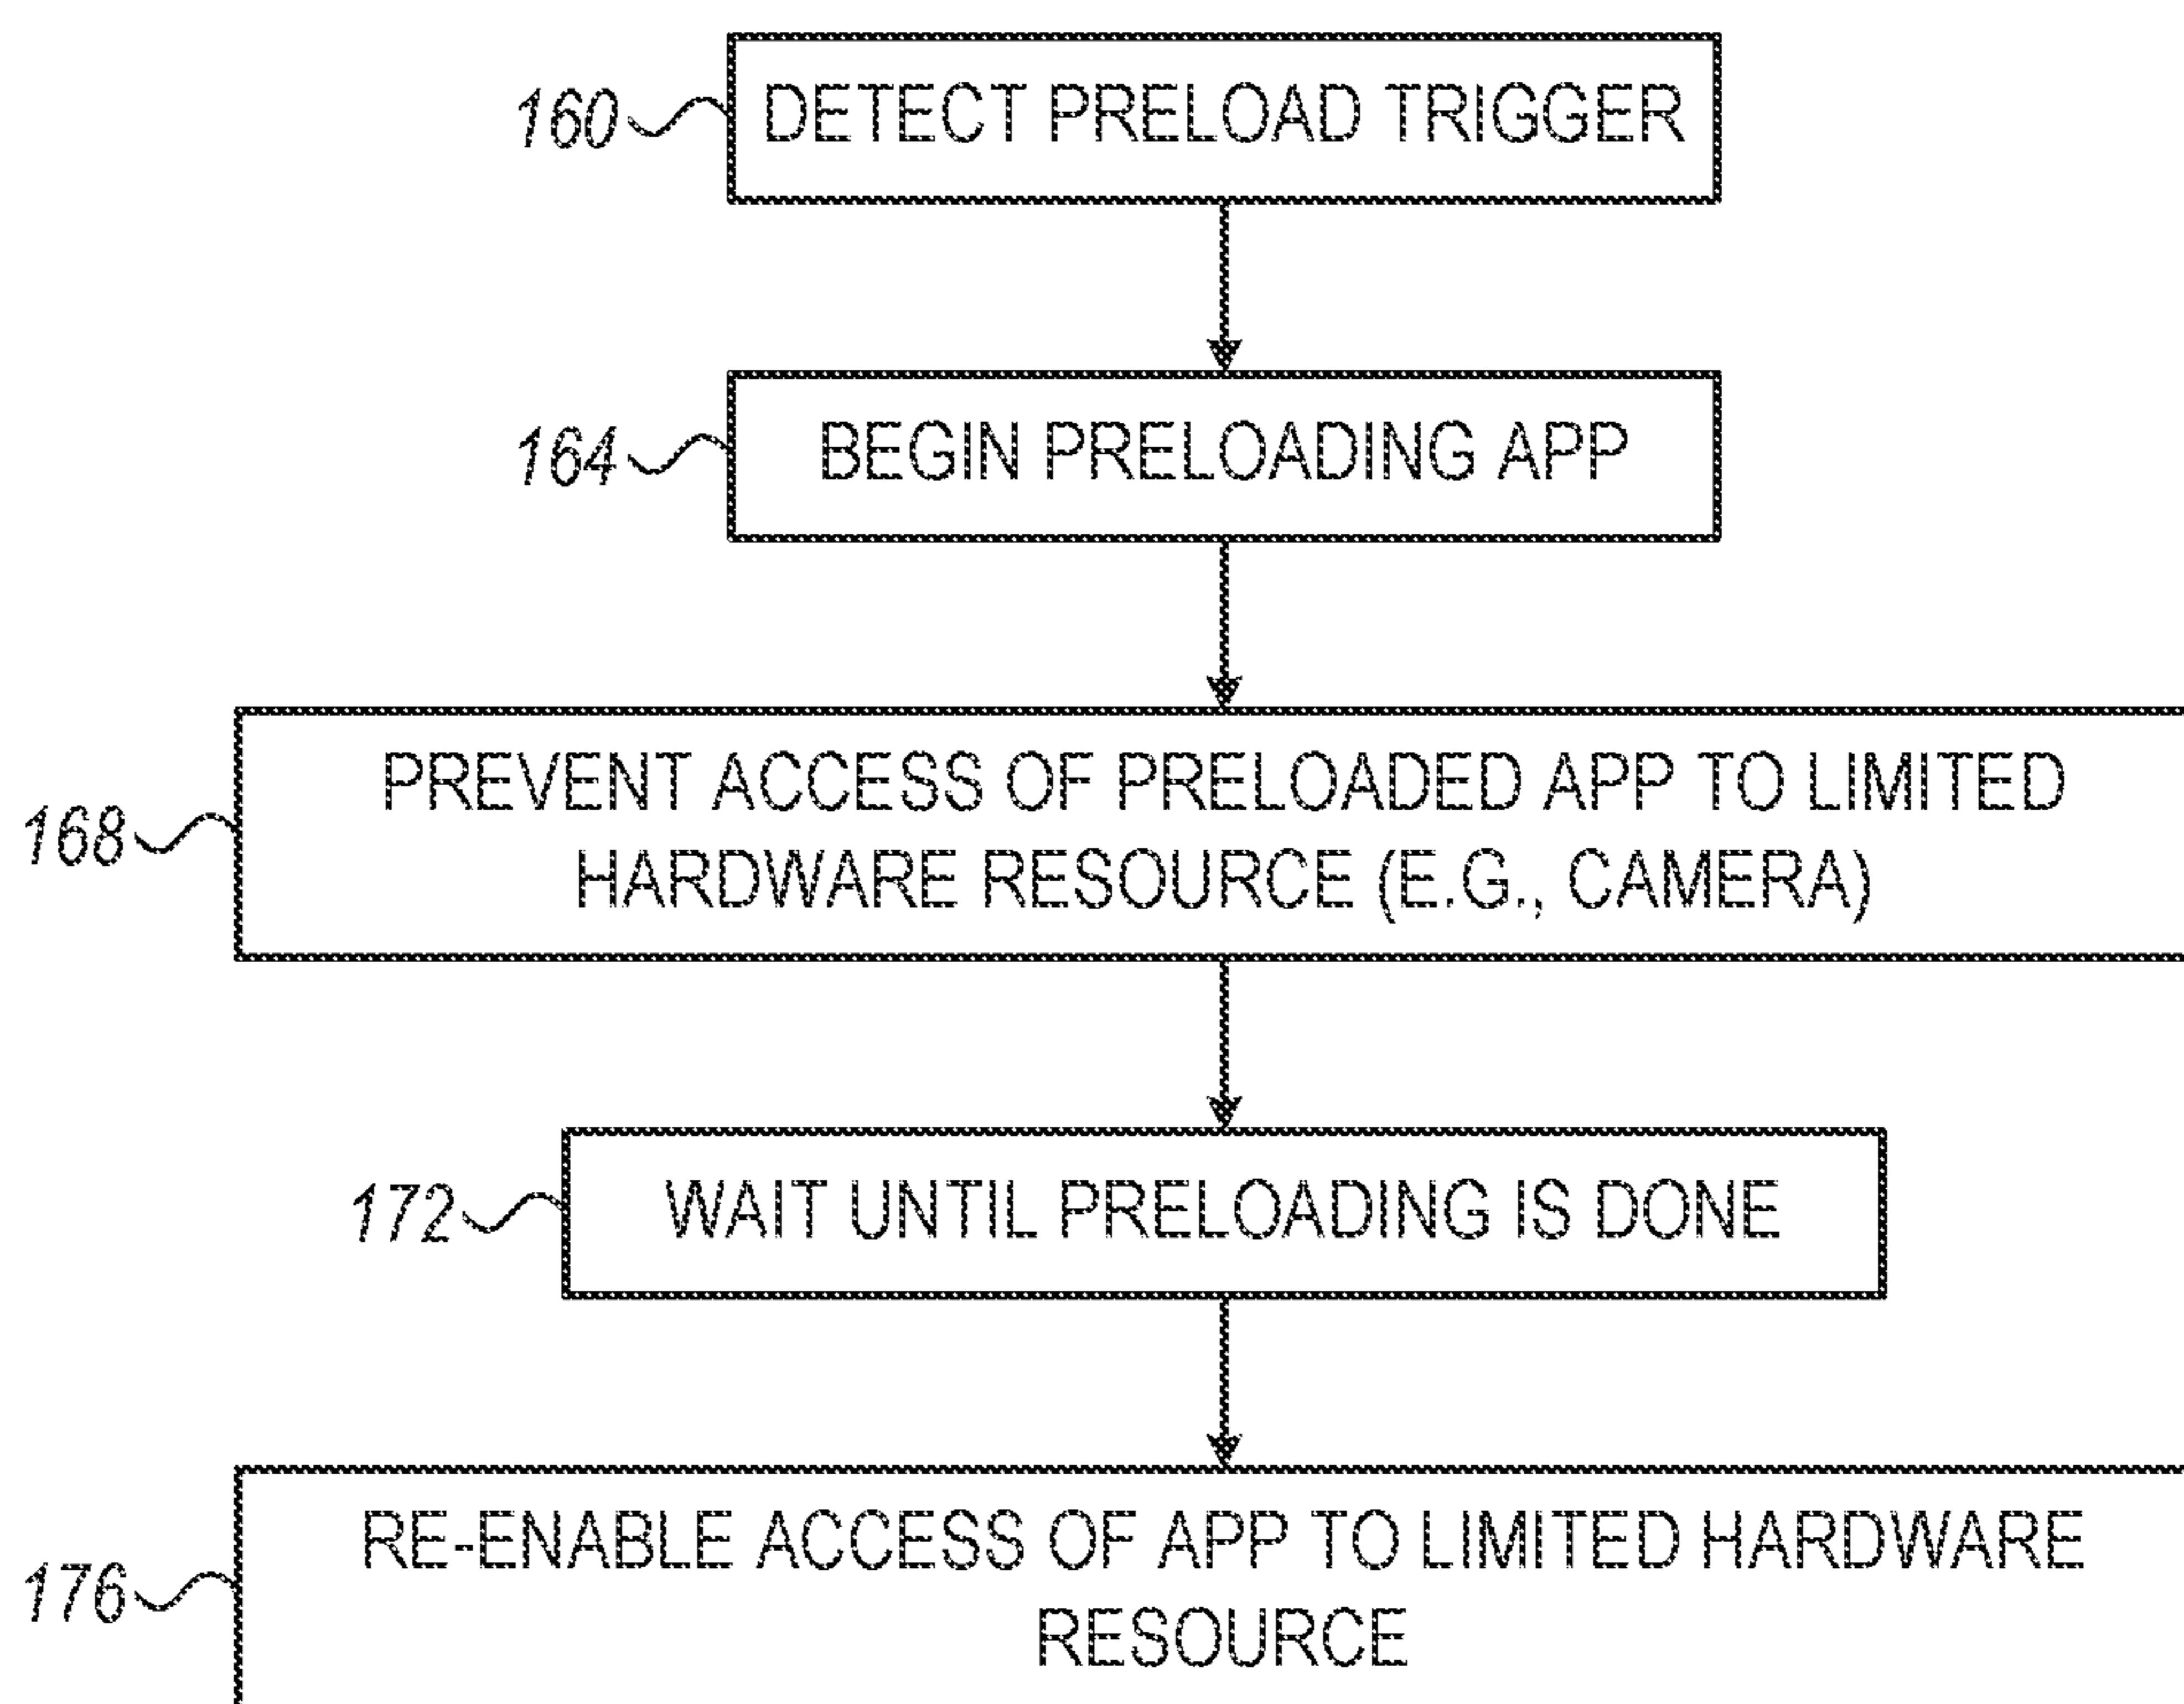 160 DETECT PRELOAD TRIGGER
164 BEGIN PRELOADING APP
PREVENT ACCESS OF PRELOADED APP TO LIMITED
168 HARDWARE RESOURCE (E.G., CAMERA)
172 WAIT UNTIL PRELOADING IS DONE
RE-ENABLE ACCESS OF APP TO LIMITED HARDWARE
176 RESOURCE